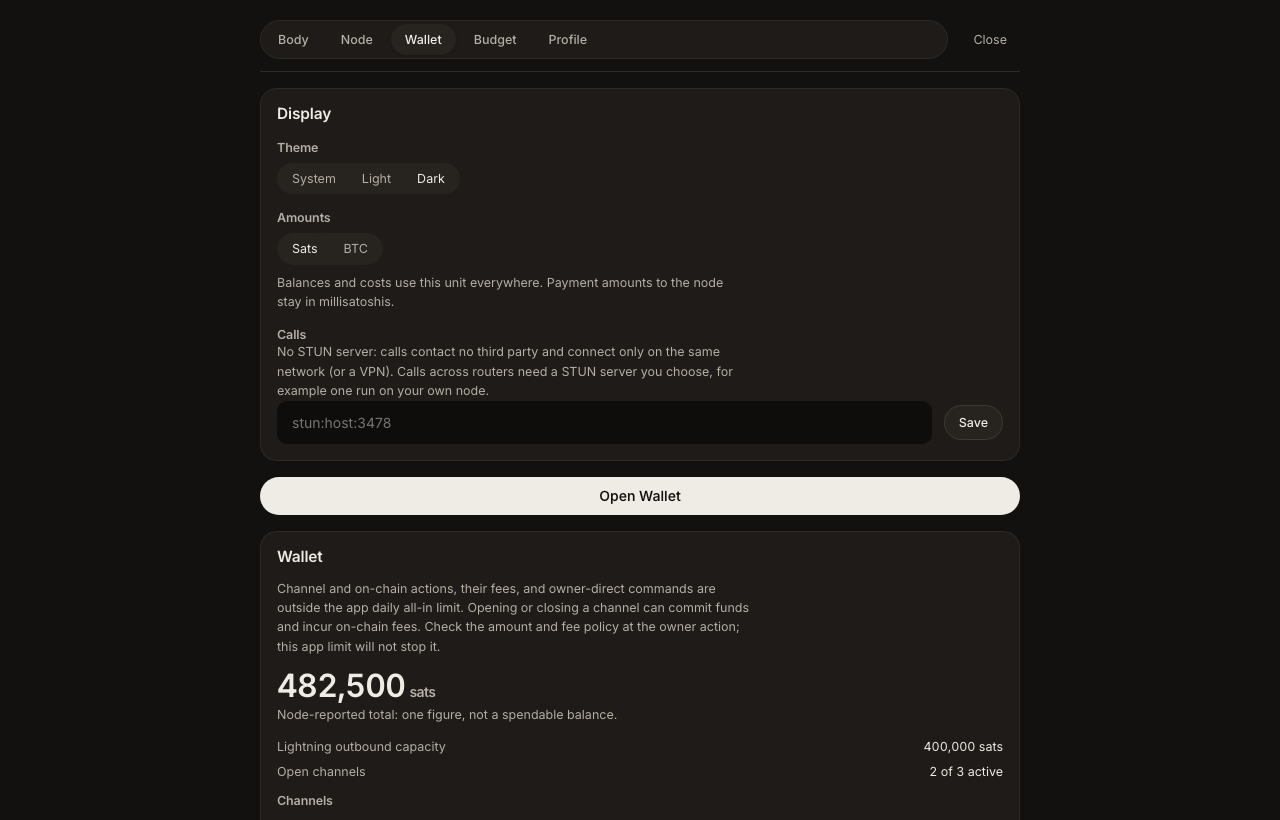 Body Node Wallet Budget Profile Close
Display
Theme
System Light Dark
Amounts
Sats BTC
Balances and costs use this unit everywhere. Payment amounts to the node
stay in millisatoshis.
Calls
No STUN server: calls contact no third party and connect only on the same
network (or a VPN). Calls across routers need a STUN server you choose, for
example one run on your own node.
stun:host:3478 Save
Open Wallet
Wallet
Channel and on-chain actions, their fees, and owner-direct commands are
outside the app daily all-in limit. Opening or closing a channel can commit funds
and incur on-chain fees. Check the amount and fee policy at the owner action;
this app limit will not stop it.
482,500 sats
Node-reported total: one figure, not a spendable balance.
Lightning outbound capacity 400,000 sats
Open channels 2 of 3 active
Channels